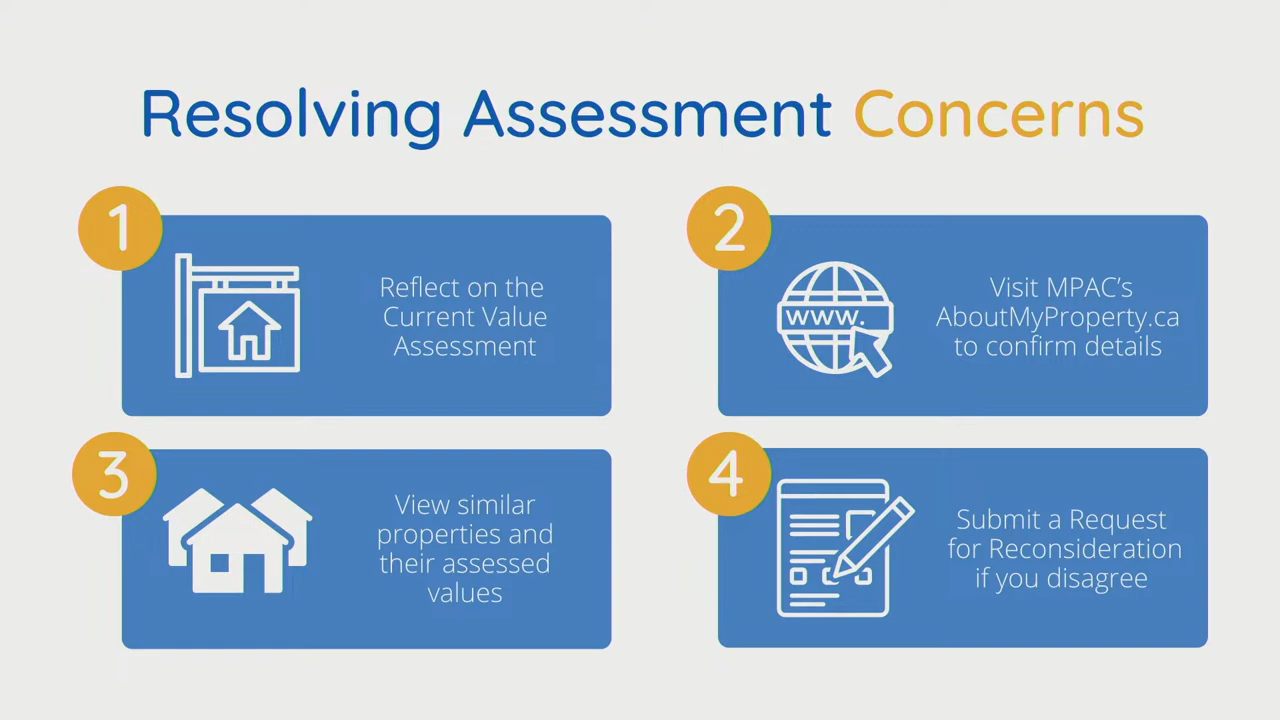 Resolving Assessment Concerns
1
Reflect on the
Current Value
Assessment
2
www.
Visit MPAC's
AboutMyProperty.ca
to confirm details
3
View similar
properties and
their assessed
values
4
Submit a Request
for Reconsideration
if you disagree